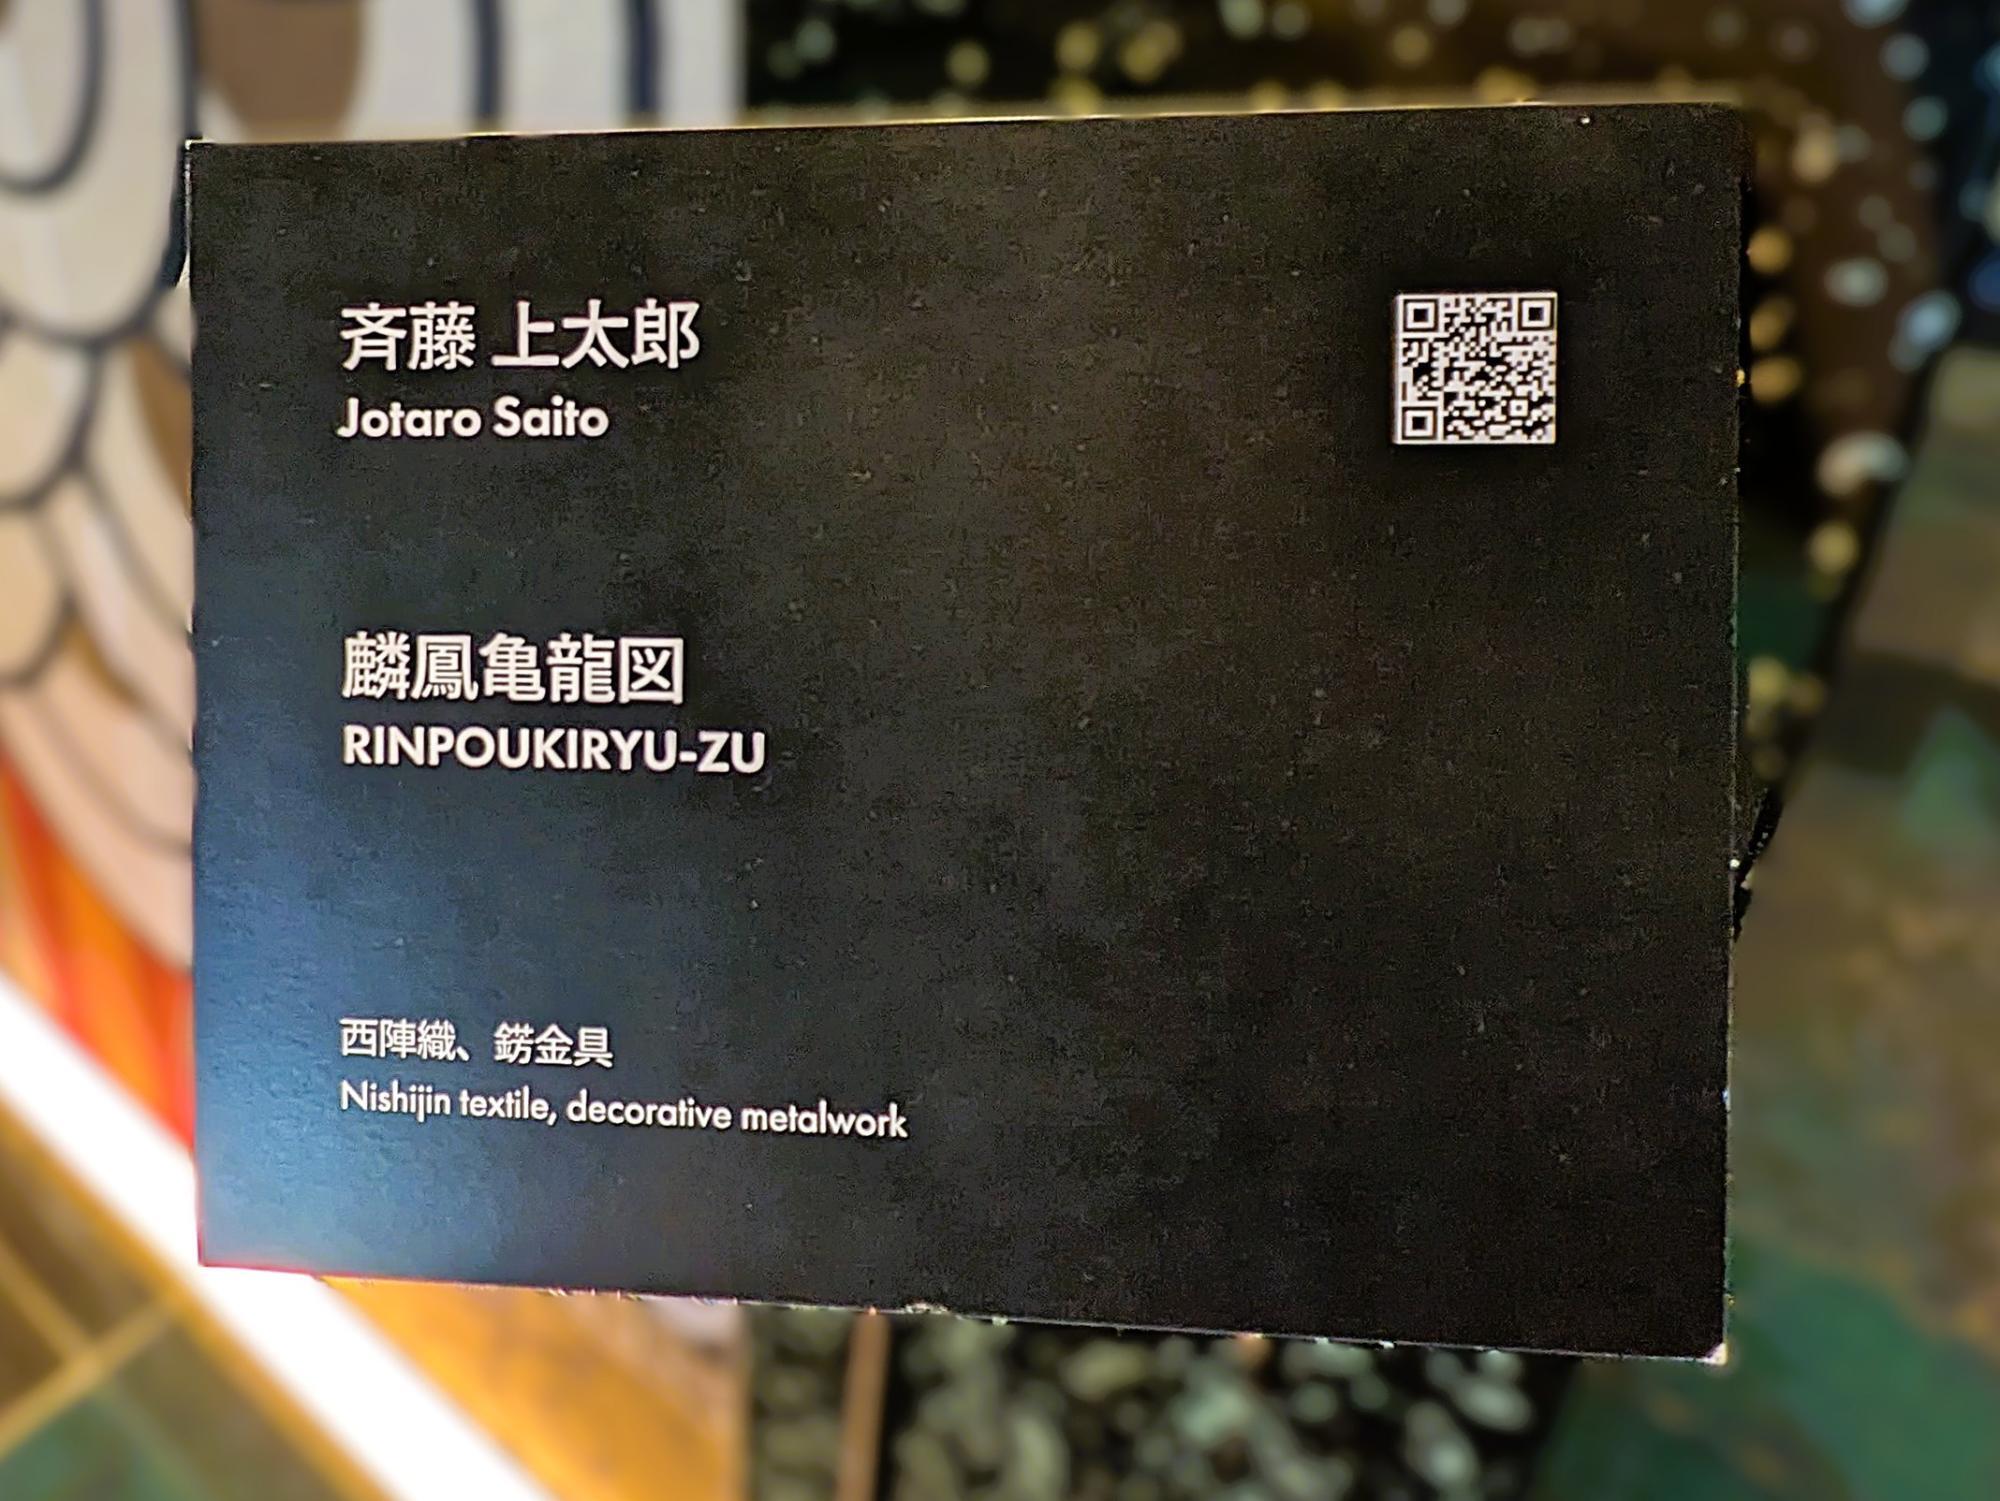 斉藤 上太郎
Jotaro Saito
麟鳳亀龍図
RINPOUKIRYU-ZU
西陣織、錺金具
Nishijin textile, decorative metalwork